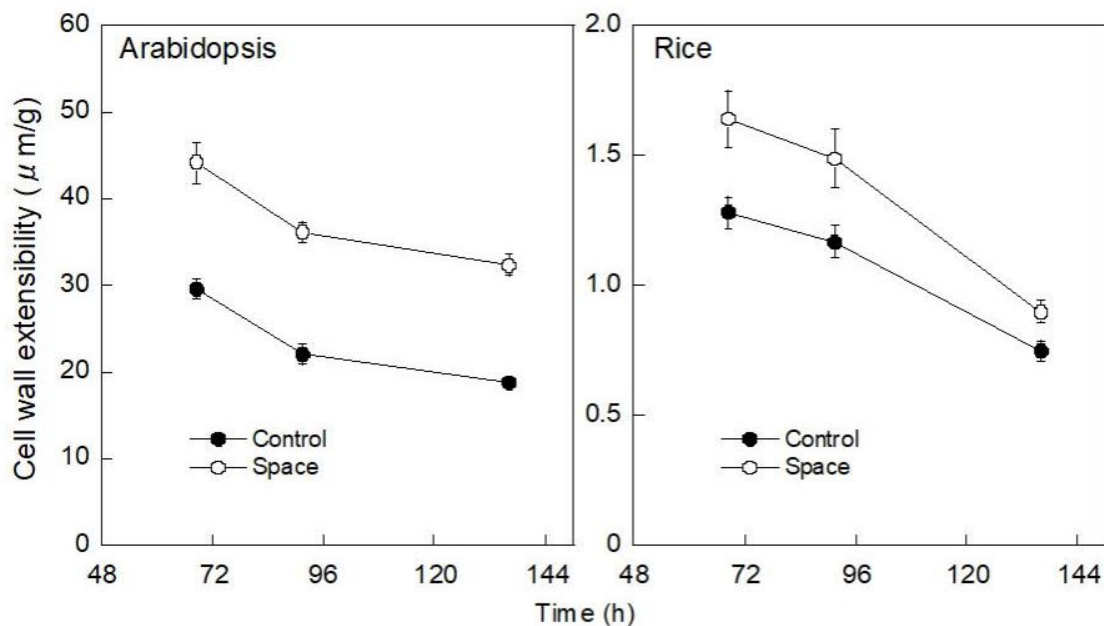 Arabidopsis
Rice
Cell wall extensibility ( μ m/g)
60
50
40
30
20
10
0
2.0
1.5
1.0
0.5
0
Control
Space
Control
Space
48 72 96 120 144
48 72 96 120 144
Time (h)